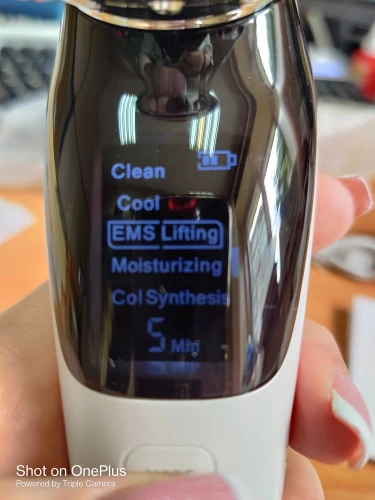 Clean
Cool
EMS Lifting
Moisturizing
Col Synthesis
5 Min
Shot on OnePlus
Powered by Triple Camera